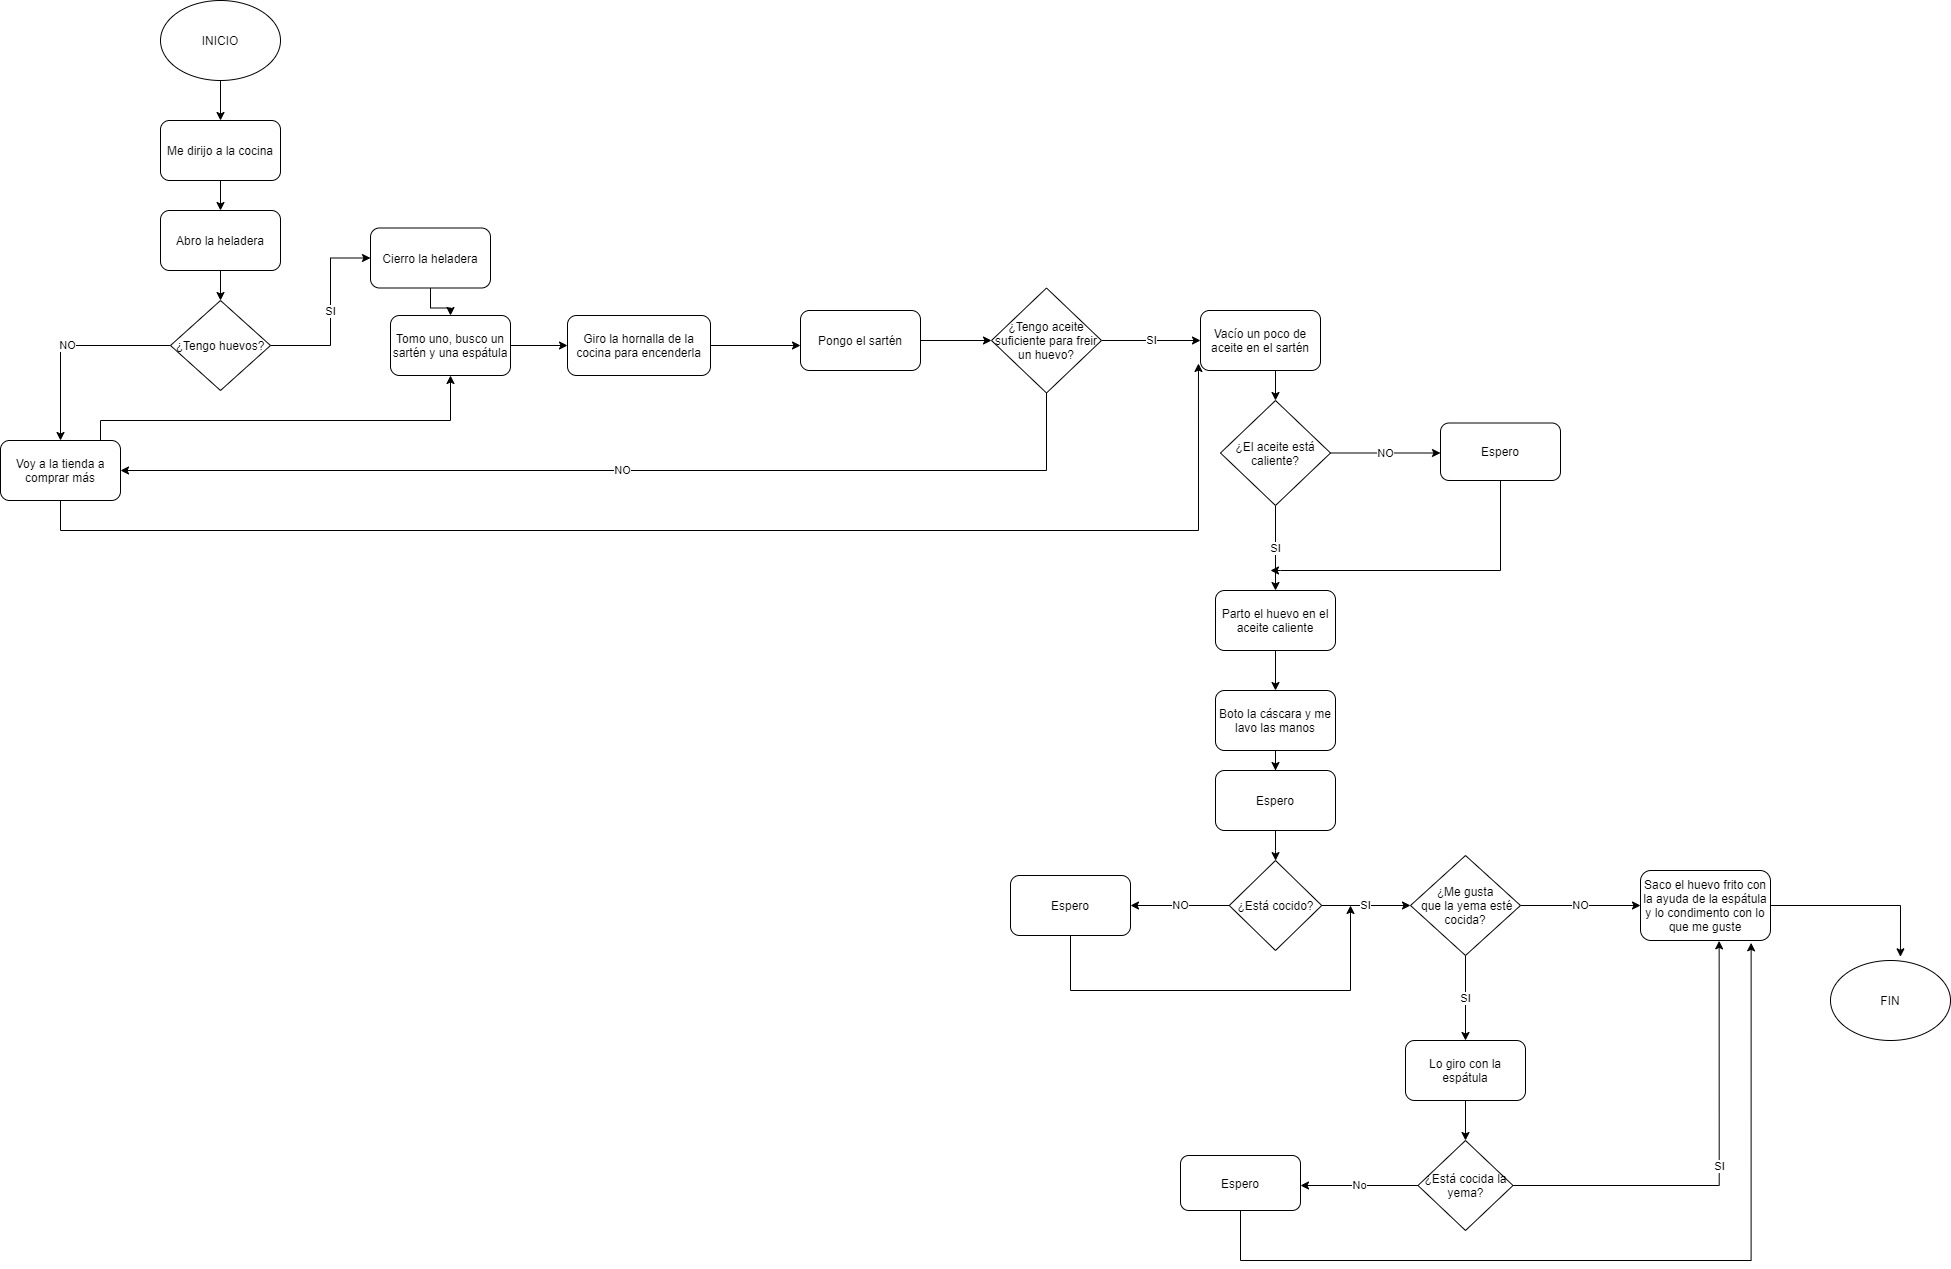 INICIO
Me dirijo a la cocina
Abro la heladera
¿Tengo huevos?
NO
SI
Cierro la heladera
Tomo uno, busco un
sartén y una espátula
Giro la hornalla de la
cocina para encenderla
Pongo el sartén
¿Tengo aceite
suficiente para freir
un huevo?
SI
Vacío un poco de
aceite en el sartén
NO
Voy a la tienda a
comprar más
¿El aceite está
caliente?
NO
Espero
SI
Parto el huevo en el
aceite caliente
Boto la cáscara y me
lavo las manos
Espero
¿Está cocido?
NO
Espero
SI
¿Me gusta
que la yema esté
cocida?
NO
Saco el huevo frito con
la ayuda de la espátula
y lo condimento con lo
que me guste
FIN
SI
Lo giro con la
espátula
¿Está cocida la
yema?
No
Espero
SI